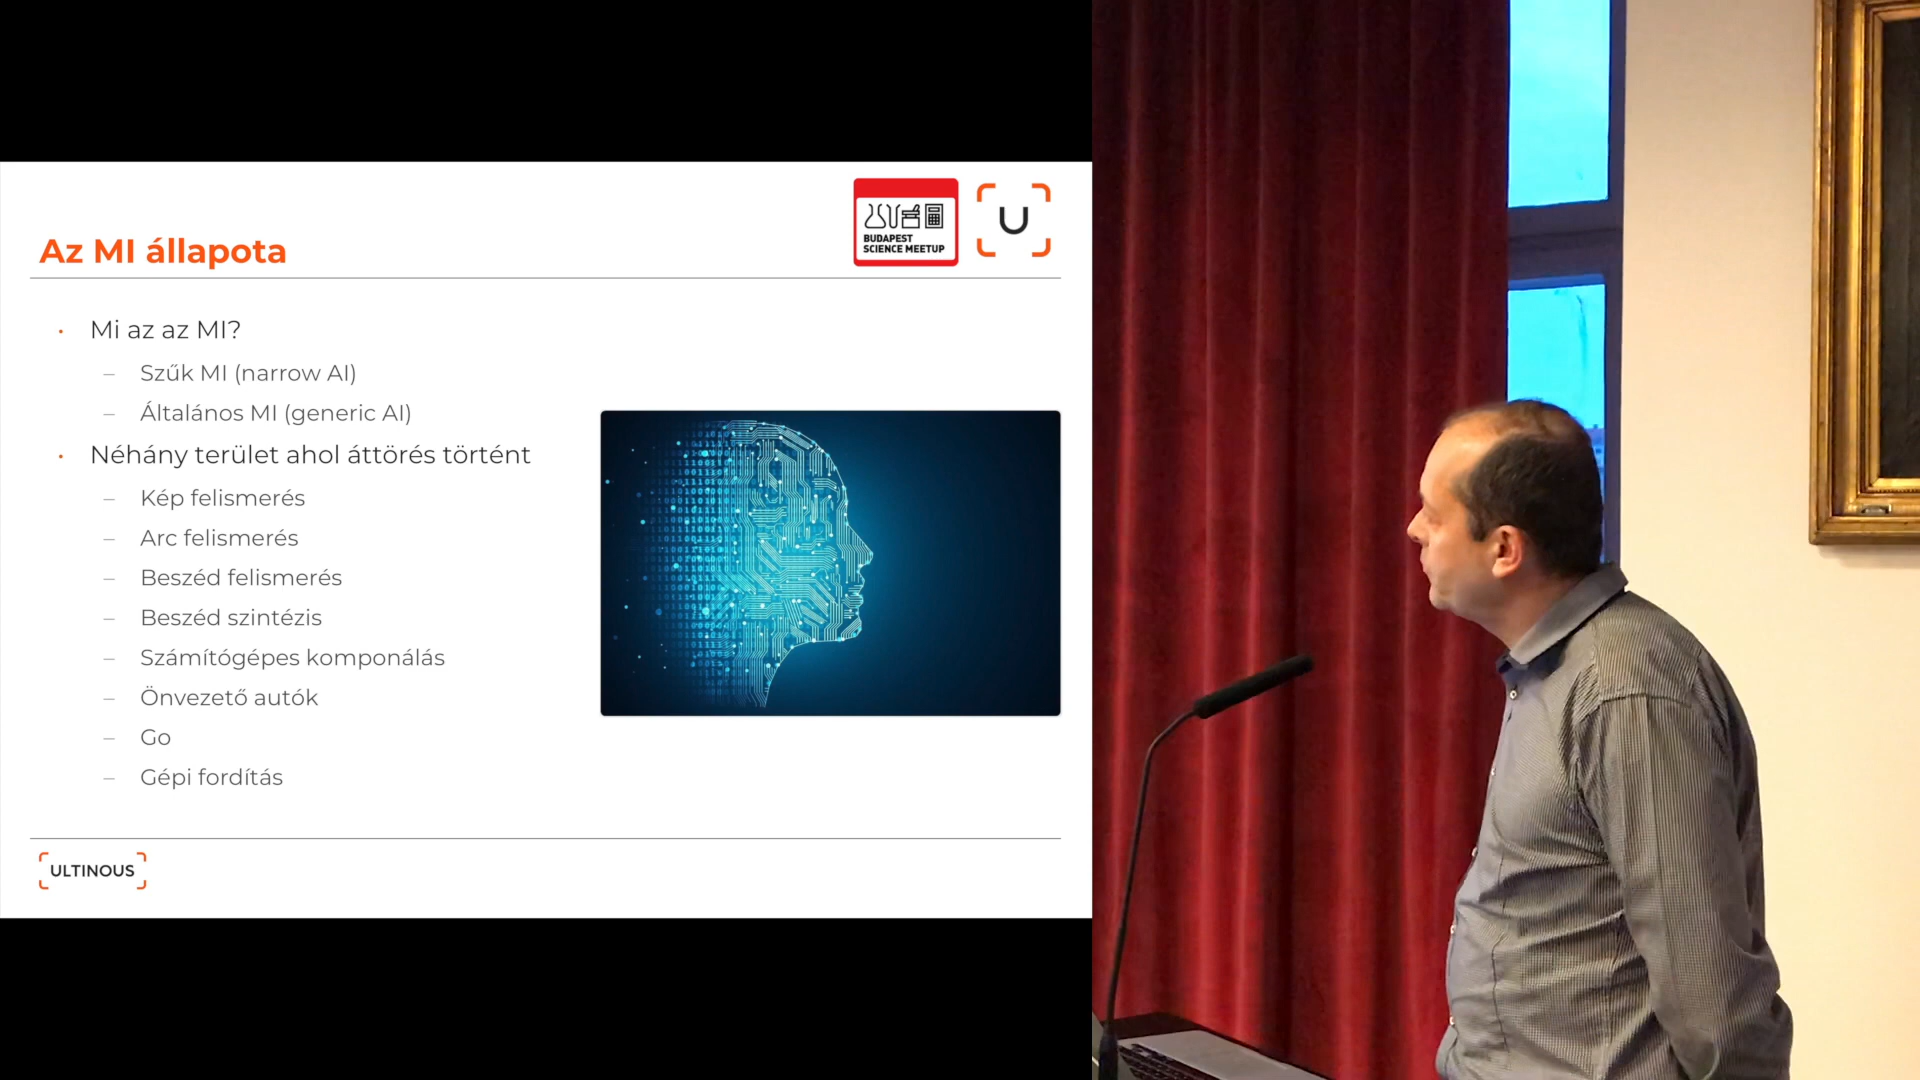 BUDAPEST
SCIENCE MEETUP
U
Az MI állapota
· Mi az az MI?
– Szűk MI (narrow AI)
– Általános MI (generic AI)
· Néhány terület ahol áttörés történt
– Kép felismerés
– Arc felismerés
– Beszéd felismerés
– Beszéd szintézis
– Számítógépes komponálás
– Önvezető autók
– Go
– Gépi fordítás
ULTINOUS